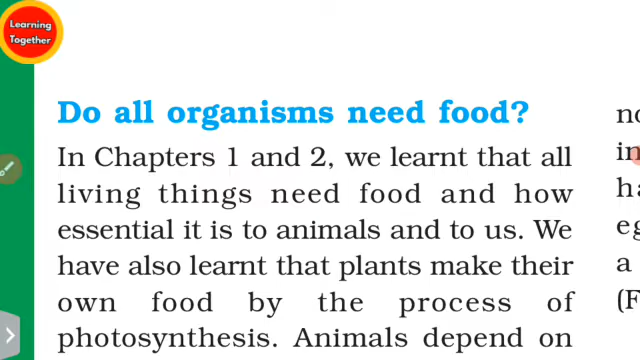 Learning
Together
Do all organisms need food?
In Chapters 1 and 2, we learnt that all
living things need food and how
essential it is to animals and to us. We
have also learnt that plants make their
own food by the process of
photosynthesis. Animals depend on